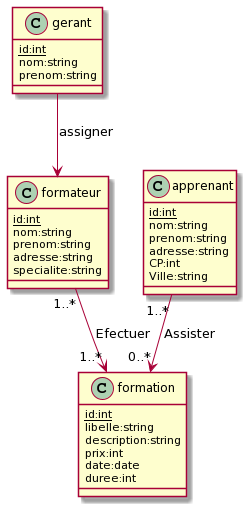 C gerant
id:int
nom:string
prenom:string
assigner
C formateur
id:int
nom:string
prenom:string
adresse:string
specialite:string
C apprenant
id:int
nom:string
prenom:string
adresse:string
CP:int
Ville:string
1..*
1..*
Efectuer
Assister
1..*
0..*
C formation
id:int
libelle:string
description:string
prix:int
date:date
duree:int